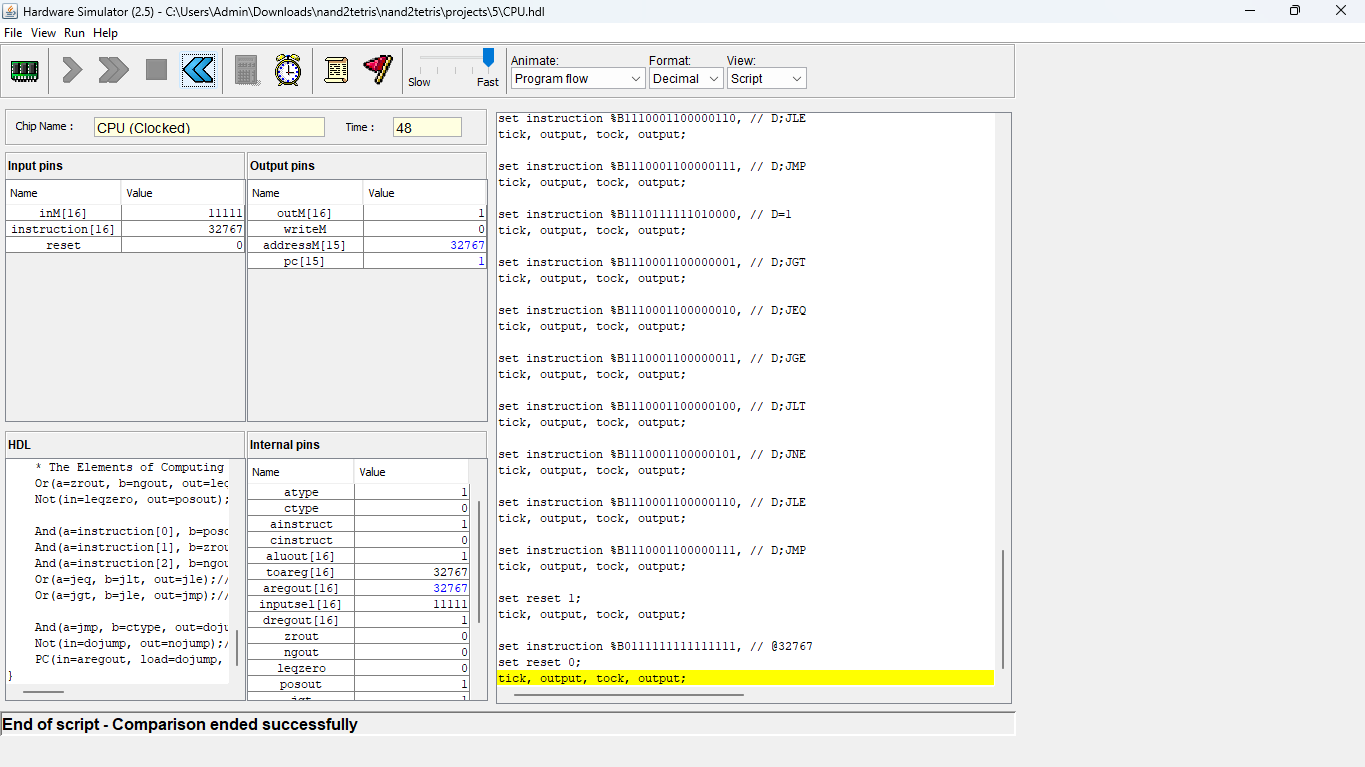 Hardware Simulator (2.5) - C:\Users\Admin\Downloads\nand2tetris\nand2tetris\projects\5\CPU.hdl
File View Run Help
Slow Fast
Animate: Format: View:
Program flow Decimal Script
Chip Name : CPU (Clocked) Time : 48
Input pins
Name Value
inM[16] 11111
instruction[16] 32767
reset 0
Output pins
Name Value
outM[16] 1
writeM 0
addressM[15] 32767
pc[15] 1
HDL
* The Elements of Computing
Or(a=zrout, b=ngout, out=leq
Not(in=leqzero, out=posout);
And(a=instruction[0], b=poso
And(a=instruction[1], b=zrou
And(a=instruction[2], b=ngou
Or(a=jeq, b=jlt, out=jle);//
Or(a=jgt, b=jle, out=jmp);//
And(a=jmp, b=ctype, out=doju
Not(in=dojump, out=nojump);/
PC(in=aregout, load=dojump,
}
Internal pins
Name Value
atype 1
ctype 0
ainstruct 1
cinstruct 0
aluout[16] 1
toareg[16] 32767
aregout[16] 32767
inputsel[16] 11111
dregout[16] 1
zrout 0
ngout 0
leqzero 0
posout 1
set instruction %B1110001100000110, // D;JLE
tick, output, tock, output;
set instruction %B1110001100000111, // D;JMP
tick, output, tock, output;
set instruction %B1110111111010000, // D=1
tick, output, tock, output;
set instruction %B1110001100000001, // D;JGT
tick, output, tock, output;
set instruction %B1110001100000010, // D;JEQ
tick, output, tock, output;
set instruction %B1110001100000011, // D;JGE
tick, output, tock, output;
set instruction %B1110001100000100, // D;JLT
tick, output, tock, output;
set instruction %B1110001100000101, // D;JNE
tick, output, tock, output;
set instruction %B1110001100000110, // D;JLE
tick, output, tock, output;
set instruction %B1110001100000111, // D;JMP
tick, output, tock, output;
set reset 1;
tick, output, tock, output;
set instruction %B0111111111111111, // @32767
set reset 0;
tick, output, tock, output;
End of script - Comparison ended successfully